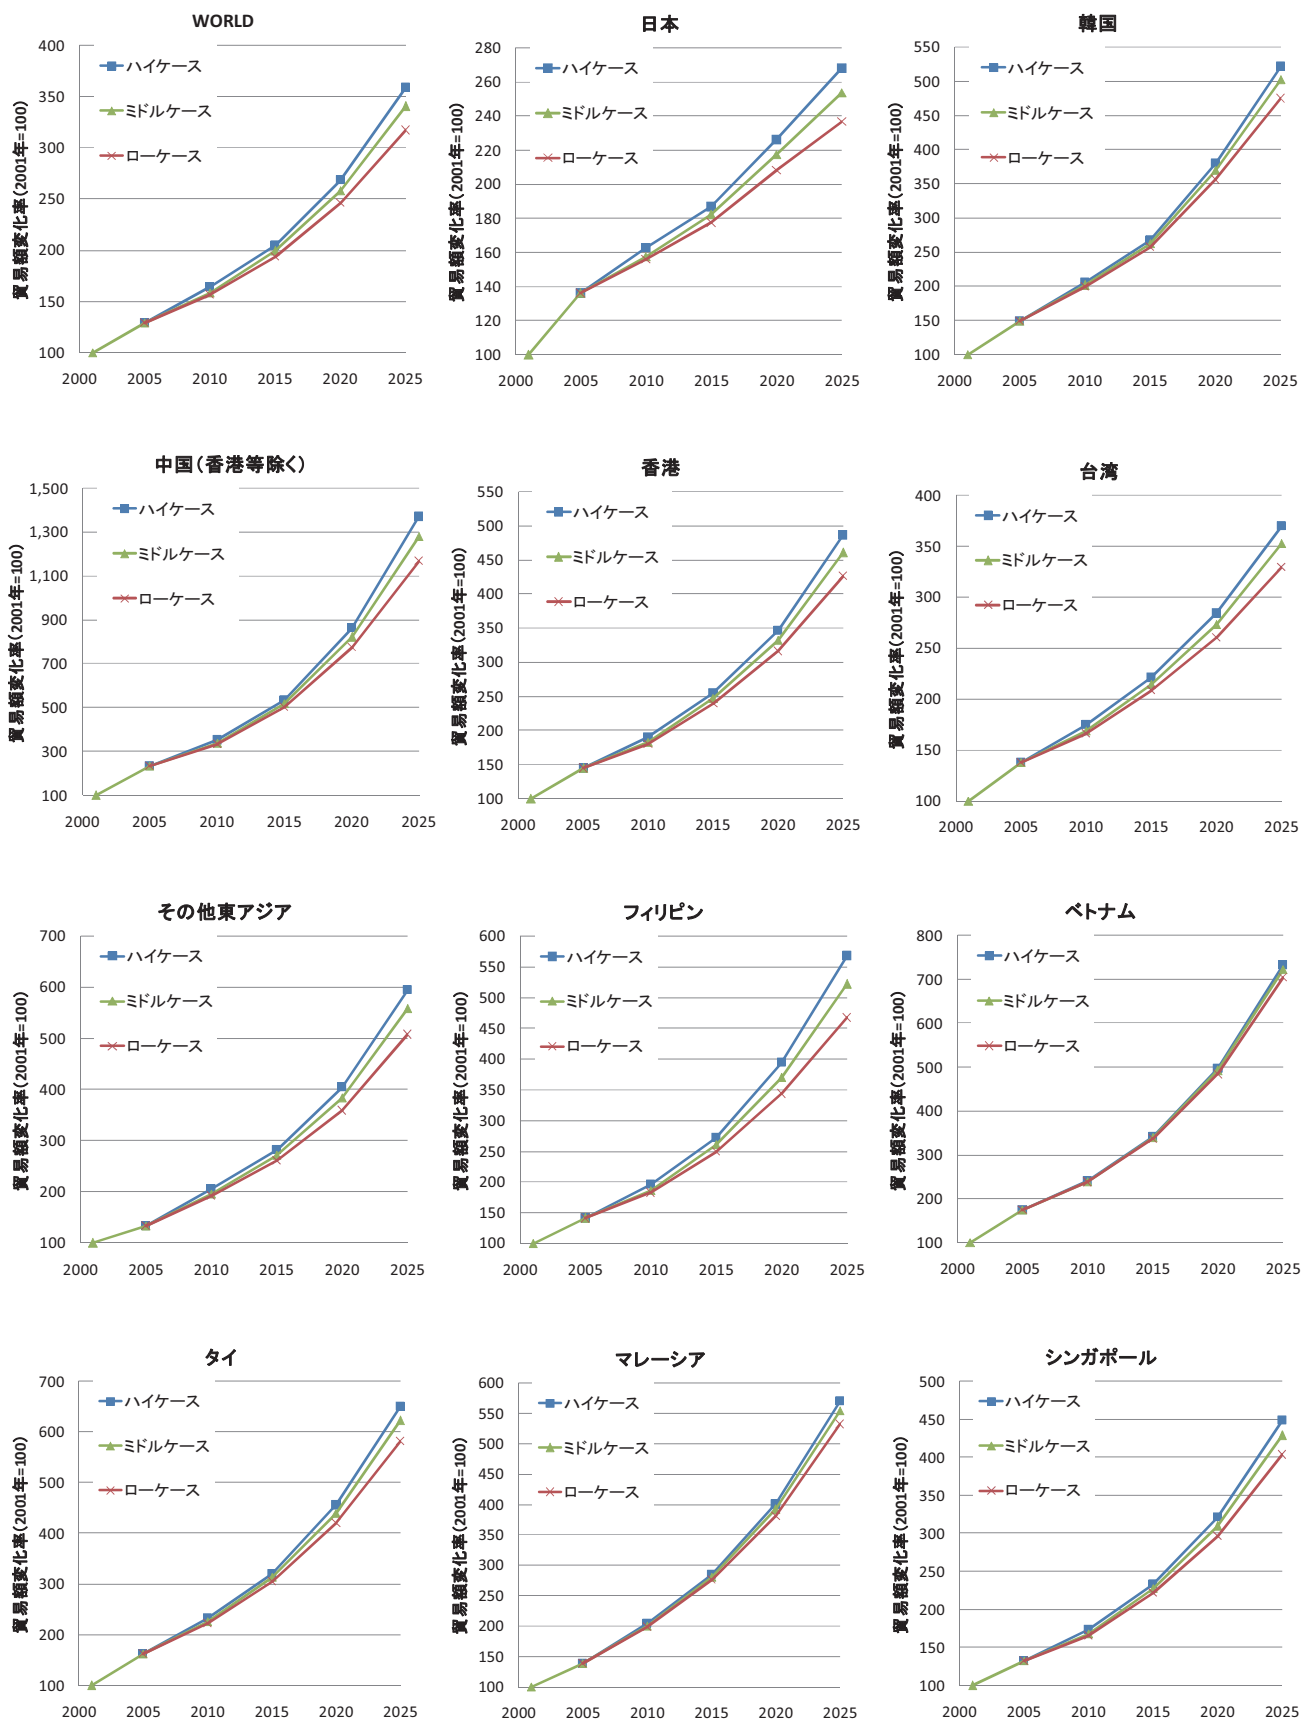 WORLD
貿易額変化率(2001年=100)
400
350
300
250
200
150
100
ハイケース
ミドルケース
ローケース
2000 2005 2010 2015 2020 2025
日本
貿易額変化率(2001年=100)
280
260
240
220
200
180
160
140
120
100
ハイケース
ミドルケース
ローケース
2000 2005 2010 2015 2020 2025
韓国
貿易額変化率(2001年=100)
550
500
450
400
350
300
250
200
150
100
ハイケース
ミドルケース
ローケース
2000 2005 2010 2015 2020 2025
中国(香港等除く)
貿易額変化率(2001年=100)
1,500
1,300
1,100
900
700
500
300
100
ハイケース
ミドルケース
ローケース
2000 2005 2010 2015 2020 2025
香港
貿易額変化率(2001年=100)
550
500
450
400
350
300
250
200
150
100
ハイケース
ミドルケース
ローケース
2000 2005 2010 2015 2020 2025
台湾
貿易額変化率(2001年=100)
400
350
300
250
200
150
100
ハイケース
ミドルケース
ローケース
2000 2005 2010 2015 2020 2025
その他東アジア
貿易額変化率(2001年=100)
700
600
500
400
300
200
100
ハイケース
ミドルケース
ローケース
2000 2005 2010 2015 2020 2025
フィリピン
貿易額変化率(2001年=100)
600
550
500
450
400
350
300
250
200
150
100
ハイケース
ミドルケース
ローケース
2000 2005 2010 2015 2020 2025
ベトナム
貿易額変化率(2001年=100)
800
700
600
500
400
300
200
100
ハイケース
ミドルケース
ローケース
2000 2005 2010 2015 2020 2025
タイ
貿易額変化率(2001年=100)
700
600
500
400
300
200
100
ハイケース
ミドルケース
ローケース
2000 2005 2010 2015 2020 2025
マレーシア
貿易額変化率(2001年=100)
600
550
500
450
400
350
300
250
200
150
100
ハイケース
ミドルケース
ローケース
2000 2005 2010 2015 2020 2025
シンガポール
貿易額変化率(2001年=100)
500
450
400
350
300
250
200
150
100
ハイケース
ミドルケース
ローケース
2000 2005 2010 2015 2020 2025